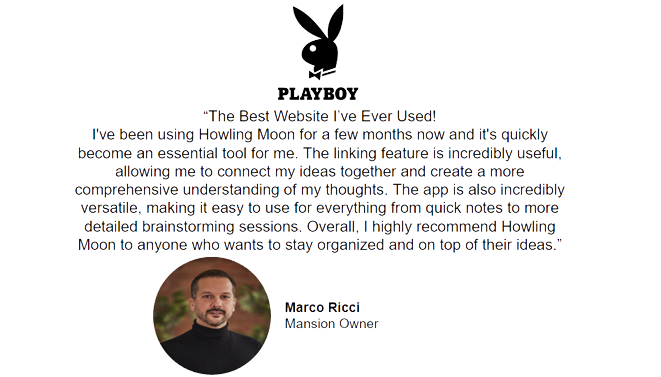 PLAYBOY
“The Best Website I’ve Ever Used!
I've been using Howling Moon for a few months now and it's quickly
become an essential tool for me. The linking feature is incredibly useful,
allowing me to connect my ideas together and create a more
comprehensive understanding of my thoughts. The app is also incredibly
versatile, making it easy to use for everything from quick notes to more
detailed brainstorming sessions. Overall, I highly recommend Howling
Moon to anyone who wants to stay organized and on top of their ideas.”
Marco Ricci
Mansion Owner